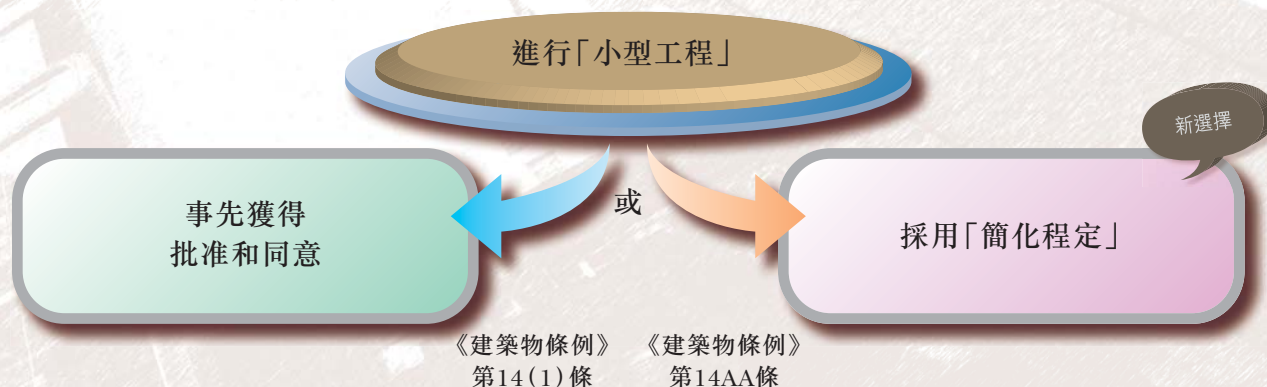 進行「小型工程」
新選擇
事先獲得
批准和同意
或
採用「簡化程定」
《建築物條例》
第14(1)條
《建築物條例》
第14AA條